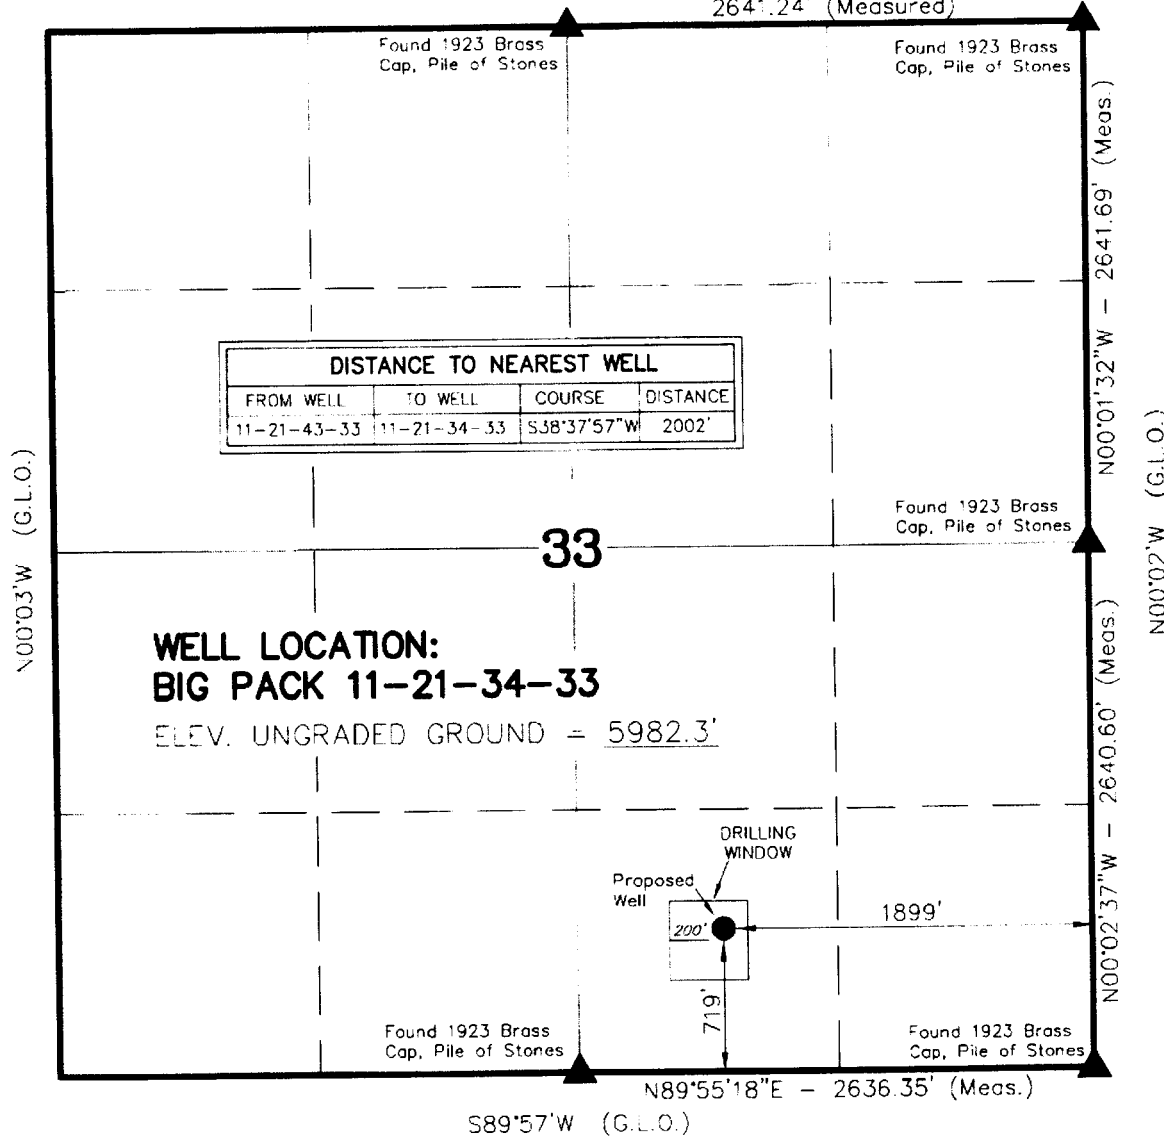 2641.24' (Measured)
Found 1923 Brass
Cap, Pile of Stones
Found 1923 Brass
Cap, Pile of Stones
N00°01'32"W - 2641.69' (Meas.)
DISTANCE TO NEAREST WELL
FROM WELL TO WELL COURSE DISTANCE
11-21-43-33 11-21-34-33 S38°37'57"W 2002'
N00°03'W (G.L.O.)
N00°02'W (G.L.O.)
Found 1923 Brass
Cap, Pile of Stones
33
WELL LOCATION:
BIG PACK 11-21-34-33
ELEV. UNGRADED GROUND = 5982.3'
N00°02'37"W - 2640.60' (Meas.)
DRILLING
WINDOW
Proposed
Well
200'
1899'
719'
Found 1923 Brass
Cap, Pile of Stones
Found 1923 Brass
Cap, Pile of Stones
N89°55'18"E - 2636.35' (Meas.)
S89°57'W (G.L.O.)